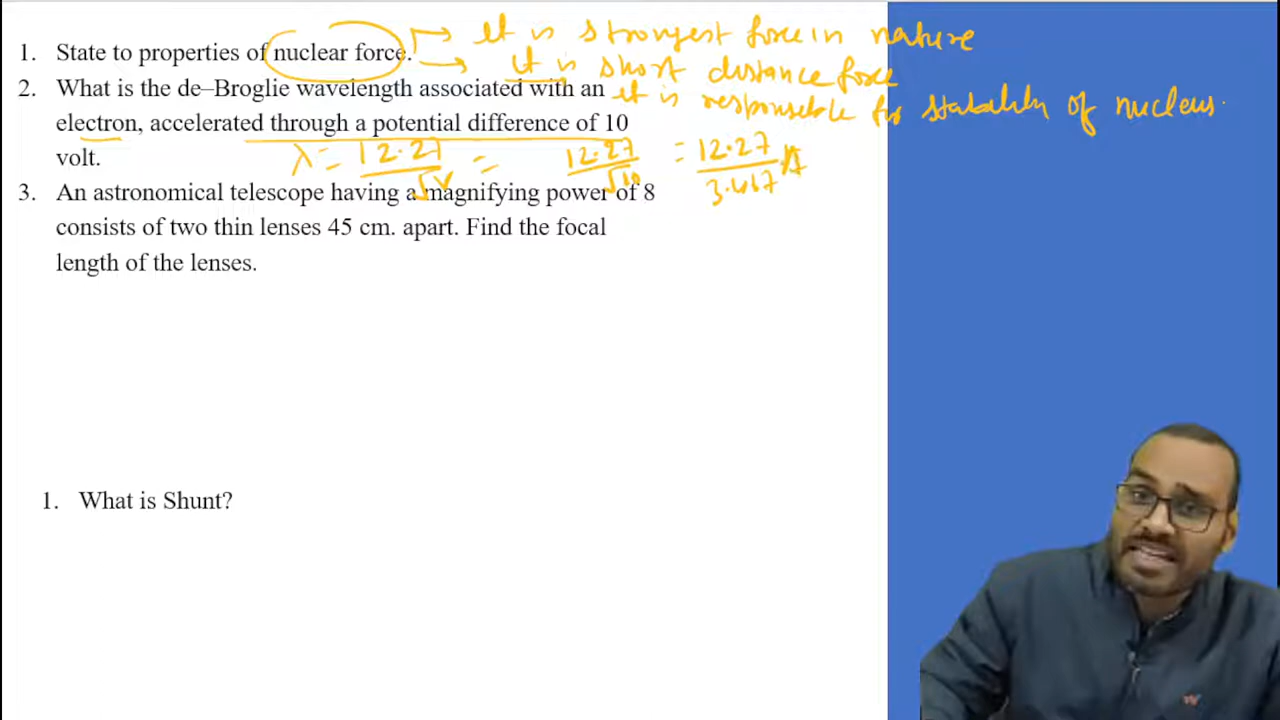 1. State to properties of nuclear force. → It is strongest force in nature
→ It is short distance force
2. What is the de–Broglie wavelength associated with an It is responsible for stability of nucleus.
electron, accelerated through a potential difference of 10
volt. λ = 12.27/√V = 12.27/√10 = 12.27/3.167 Å
3. An astronomical telescope having a magnifying power of 8
consists of two thin lenses 45 cm. apart. Find the focal
length of the lenses.
1. What is Shunt?